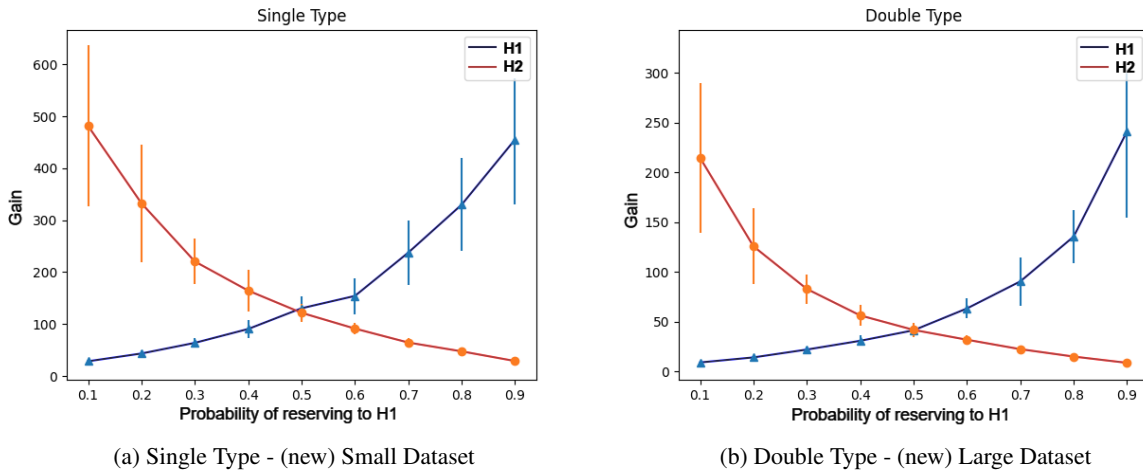 Single Type
H1
H2
600
500
400
300
200
100
0
Gain
0.1 0.2 0.3 0.4 0.5 0.6 0.7 0.8 0.9
Probability of reserving to H1
(a) Single Type - (new) Small Dataset
Double Type
H1
H2
300
250
200
150
100
50
0
Gain
0.1 0.2 0.3 0.4 0.5 0.6 0.7 0.8 0.9
Probability of reserving to H1
(b) Double Type - (new) Large Dataset